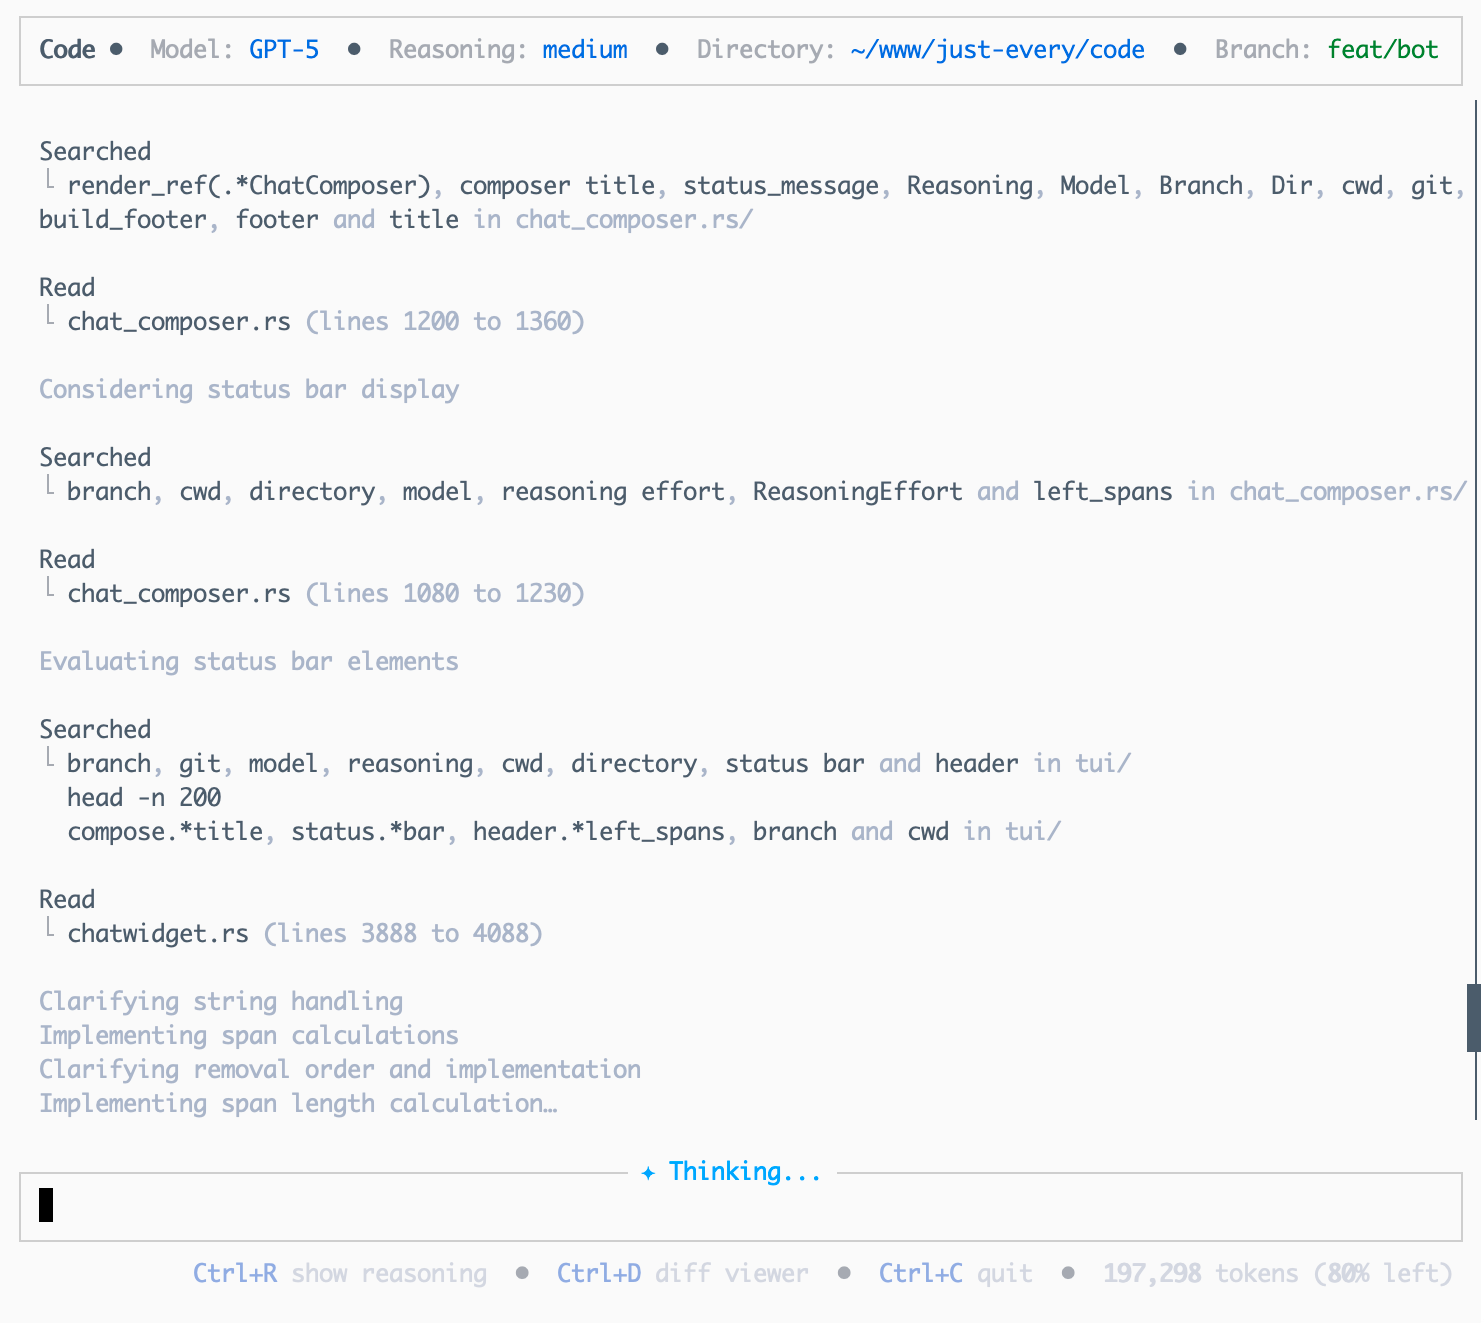 Code ● Model: GPT-5 ● Reasoning: medium ● Directory: ~/www/just-every/code ● Branch: feat/bot
Searched
└ render_ref(.*ChatComposer), composer title, status_message, Reasoning, Model, Branch, Dir, cwd, git,
build_footer, footer and title in chat_composer.rs/
Read
└ chat_composer.rs (lines 1200 to 1360)
Considering status bar display
Searched
└ branch, cwd, directory, model, reasoning effort, ReasoningEffort and left_spans in chat_composer.rs/
Read
└ chat_composer.rs (lines 1080 to 1230)
Evaluating status bar elements
Searched
└ branch, git, model, reasoning, cwd, directory, status bar and header in tui/
head -n 200
compose.*title, status.*bar, header.*left_spans, branch and cwd in tui/
Read
└ chatwidget.rs (lines 3888 to 4088)
Clarifying string handling
Implementing span calculations
Clarifying removal order and implementation
Implementing span length calculation…
✦ Thinking...
Ctrl+R show reasoning ● Ctrl+D diff viewer ● Ctrl+C quit ● 197,298 tokens (80% left)